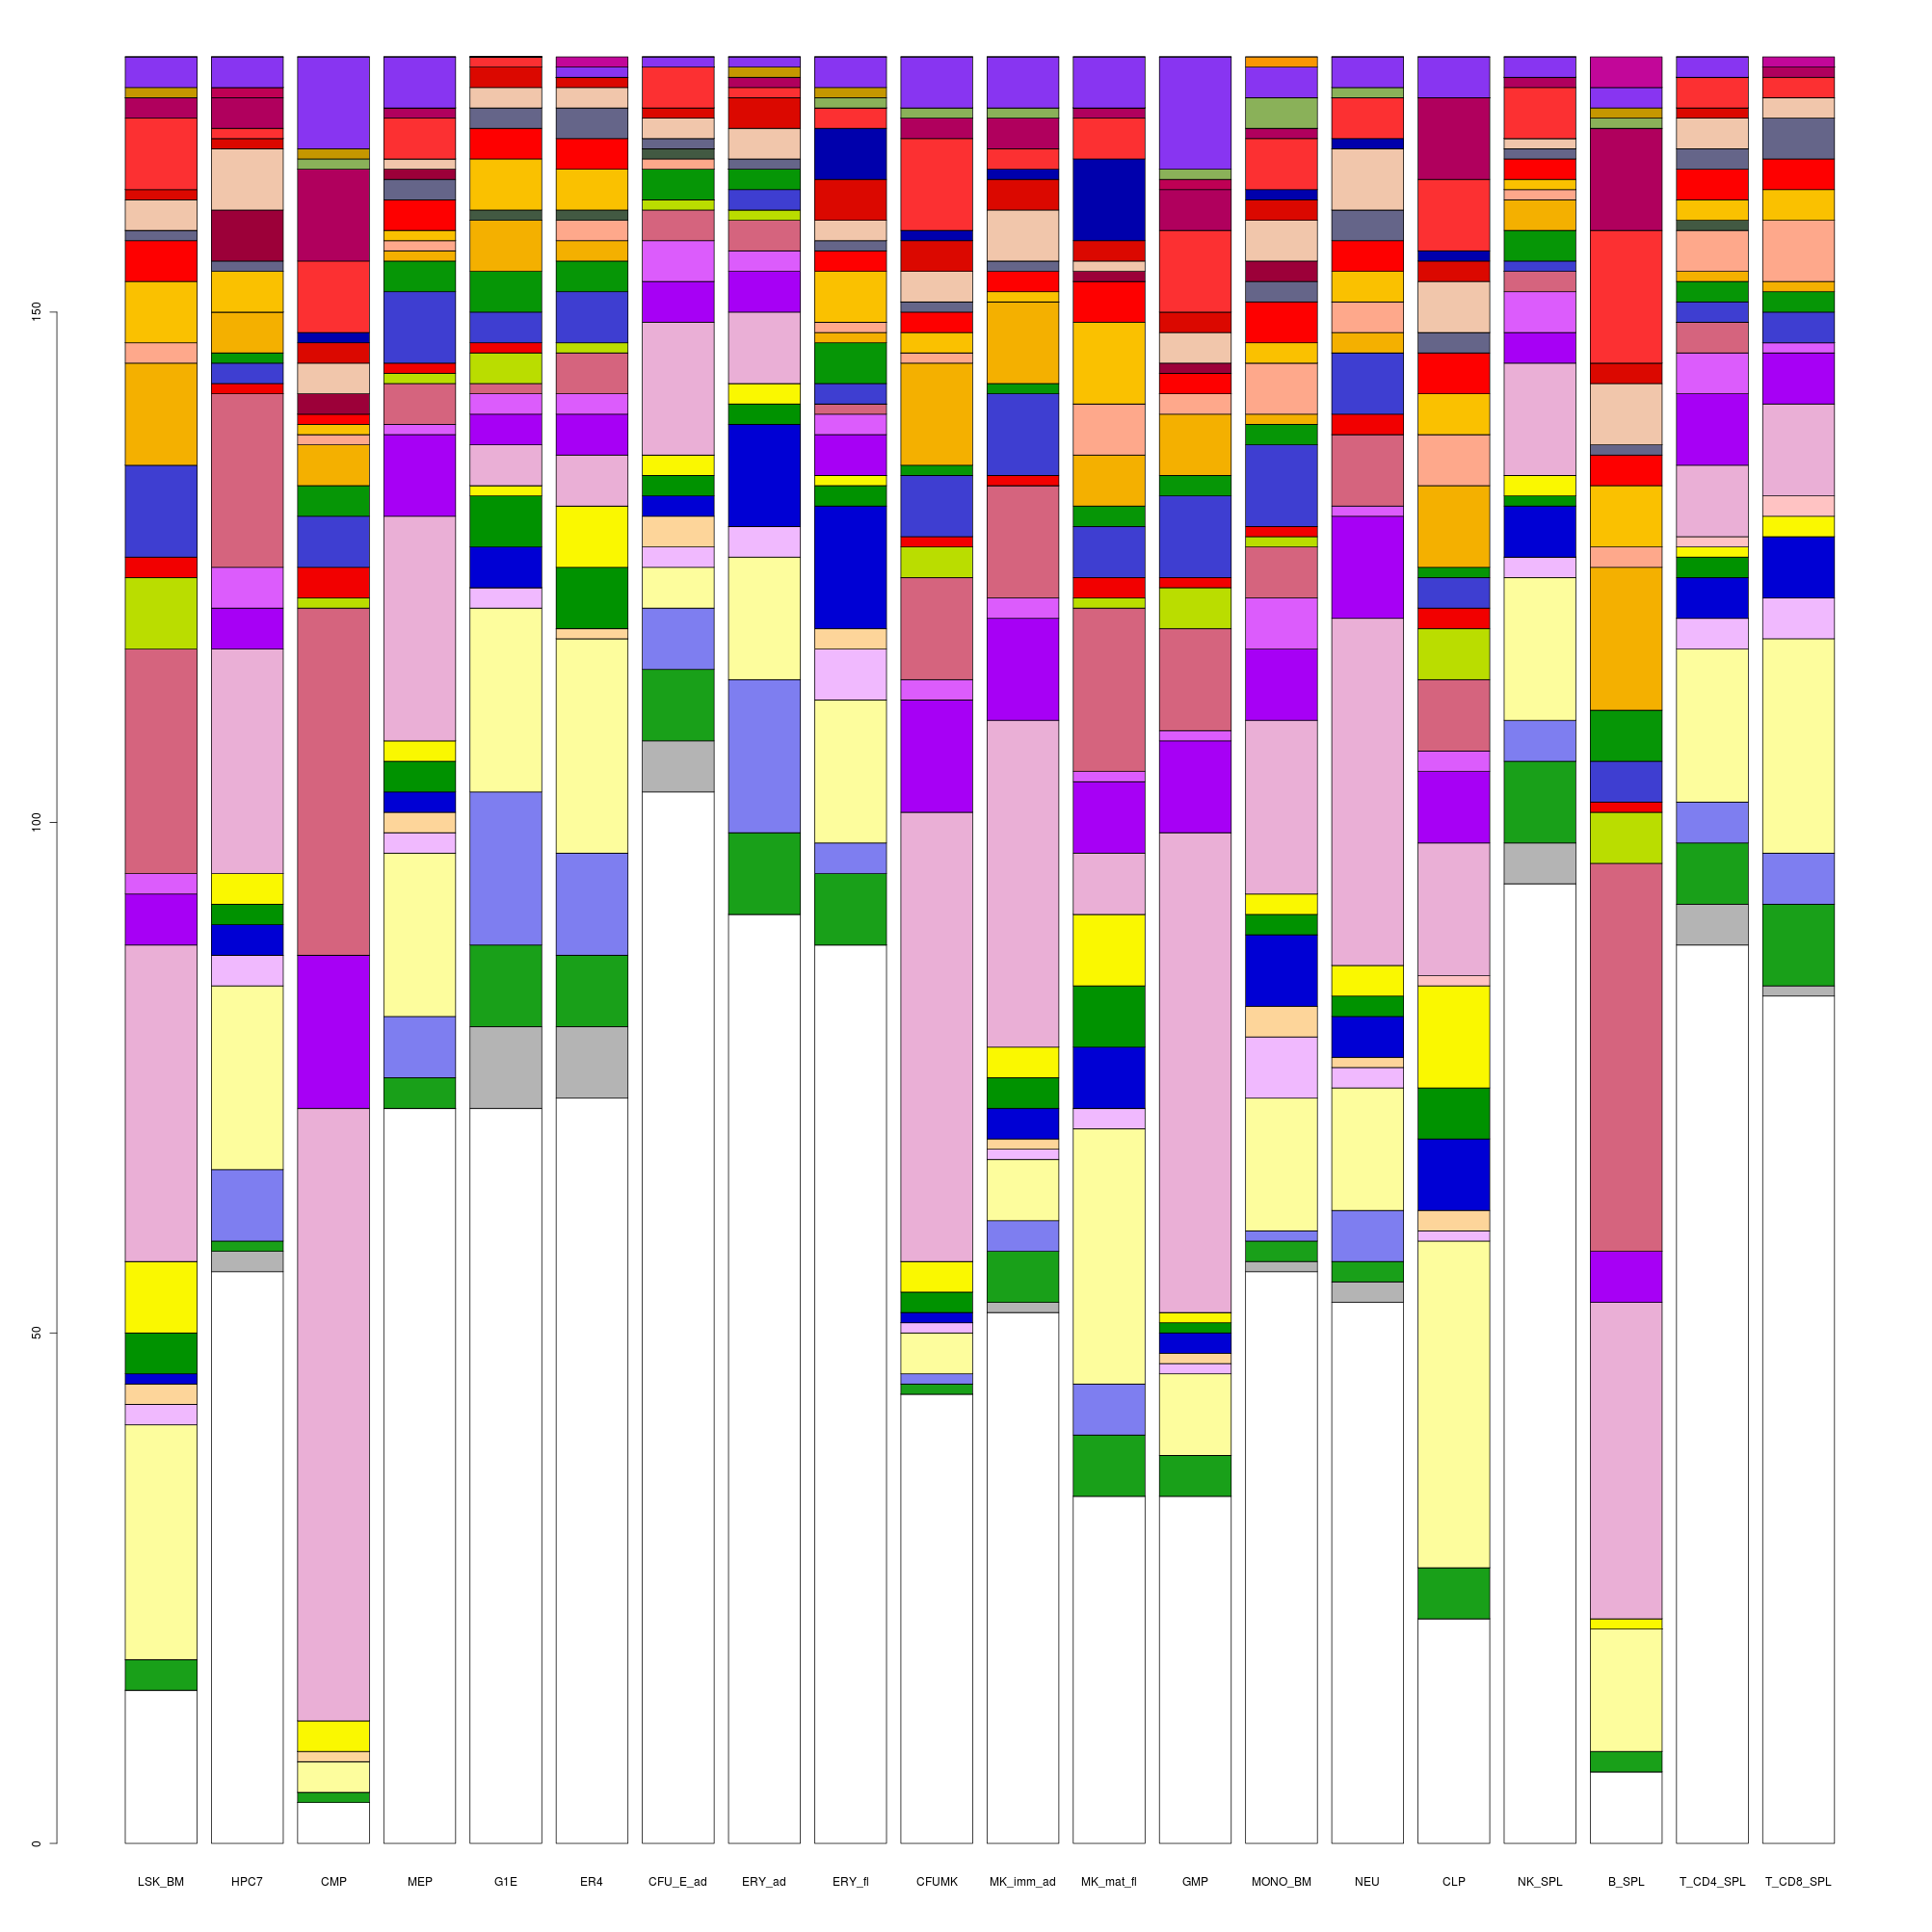 150
100
50
0
LSK_BM HPC7 CMP MEP G1E ER4 CFU_E_ad ERY_ad ERY_fl CFUMK MK_imm_ad MK_mat_fl GMP MONO_BM NEU CLP NK_SPL B_SPL T_CD4_SPL T_CD8_SPL